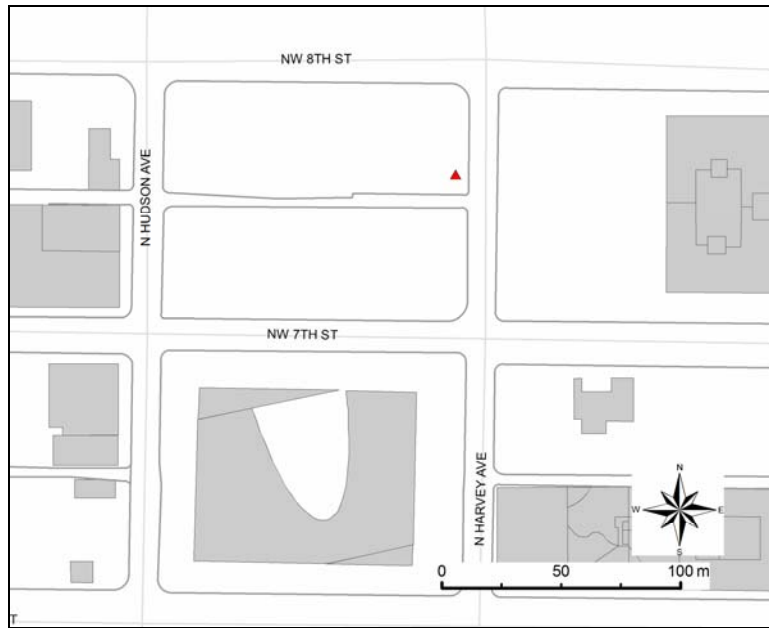 NW 8TH ST
N HUDSON AVE
NW 7TH ST
N HARVEY AVE
N
W E
S
0 50 100 m
T